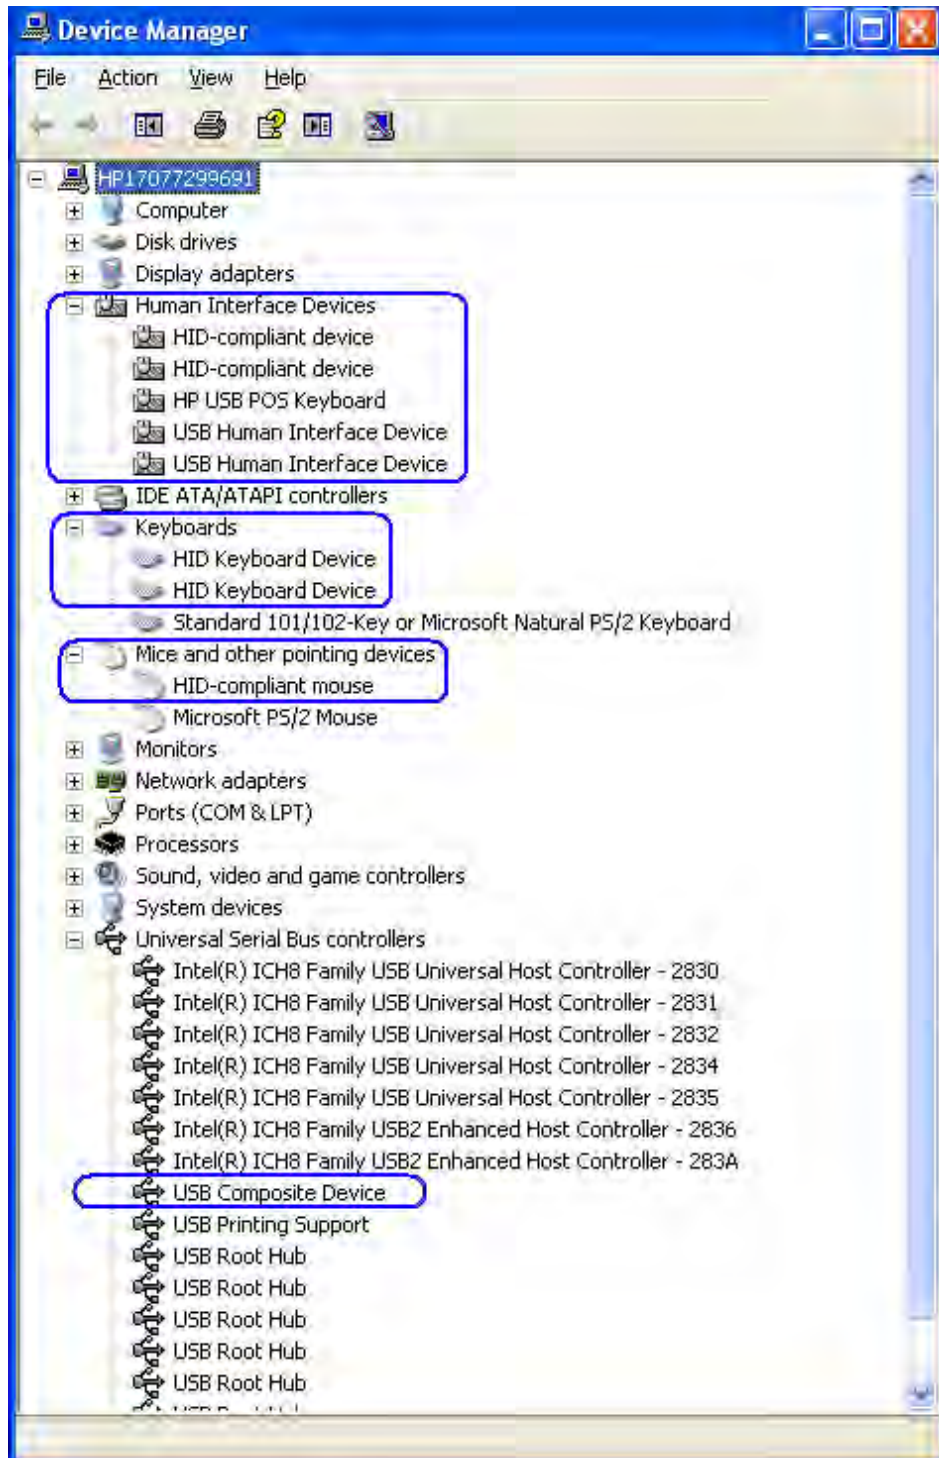 Device Manager
File Action View Help
HP17077299691
Computer
Disk drives
Display adapters
Human Interface Devices
HID-compliant device
HID-compliant device
HP USB POS Keyboard
USB Human Interface Device
USB Human Interface Device
IDE ATA/ATAPI controllers
Keyboards
HID Keyboard Device
HID Keyboard Device
Standard 101/102-Key or Microsoft Natural PS/2 Keyboard
Mice and other pointing devices
HID-compliant mouse
Microsoft PS/2 Mouse
Monitors
Network adapters
Ports (COM & LPT)
Processors
Sound, video and game controllers
System devices
Universal Serial Bus controllers
Intel(R) ICH8 Family USB Universal Host Controller - 2830
Intel(R) ICH8 Family USB Universal Host Controller - 2831
Intel(R) ICH8 Family USB Universal Host Controller - 2832
Intel(R) ICH8 Family USB Universal Host Controller - 2834
Intel(R) ICH8 Family USB Universal Host Controller - 2835
Intel(R) ICH8 Family USB2 Enhanced Host Controller - 2836
Intel(R) ICH8 Family USB2 Enhanced Host Controller - 283A
USB Composite Device
USB Printing Support
USB Root Hub
USB Root Hub
USB Root Hub
USB Root Hub
USB Root Hub